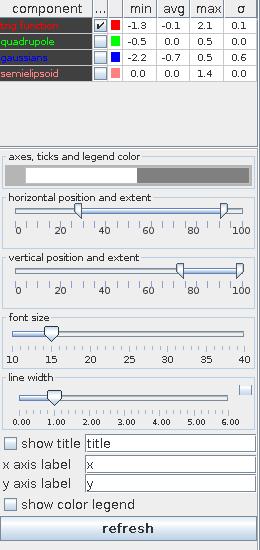 component ... min avg max σ
trig function -1.3 -0.1 2.1 0.1
quadrupole -0.5 0.0 0.5 0.0
gaussians -2.2 -0.7 0.5 0.6
semielipsoid 0.0 0.0 1.4 0.0
axes, ticks and legend color
horizontal position and extent
0 20 40 60 80 100
vertical position and extent
0 20 40 60 80 100
font size
10 15 20 25 30 35 40
line width
0.00 1.00 2.00 3.00 4.00 5.00 6.00
show title title
x axis label x
y axis label y
show color legend
refresh